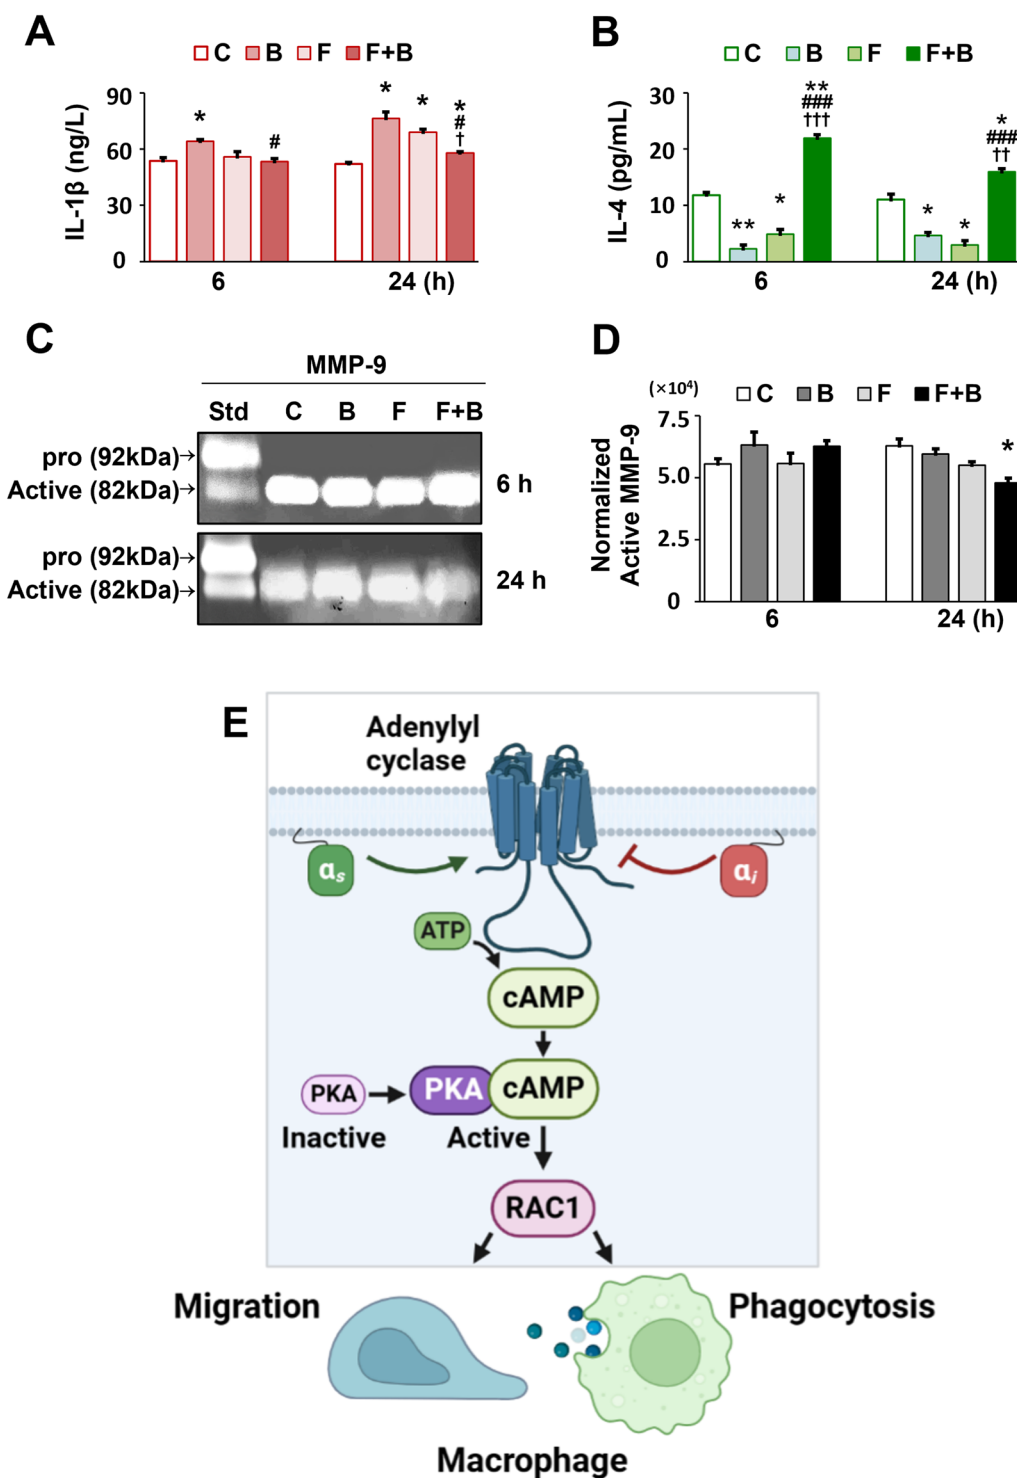 A
C B F F+B
IL-1β (ng/L)
90
60
30
0
*
#
*
*
*
#
†
6 24 (h)
B
C B F F+B
IL-4 (pg/mL)
30
20
10
0
**
*
**
###
†††
*
*
*
###
††
6 24 (h)
C
MMP-9
Std C B F F+B
pro (92kDa)→
Active (82kDa)→
6 h
pro (92kDa)→
Active (82kDa)→
24 h
D
(×10⁴)
C B F F+B
Normalized
Active MMP-9
7.5
5.0
2.5
0
*
6 24 (h)
E
Adenylyl
cyclase
αs
αi
ATP
cAMP
PKA PKA cAMP
Inactive Active
RAC1
Migration Phagocytosis
Macrophage